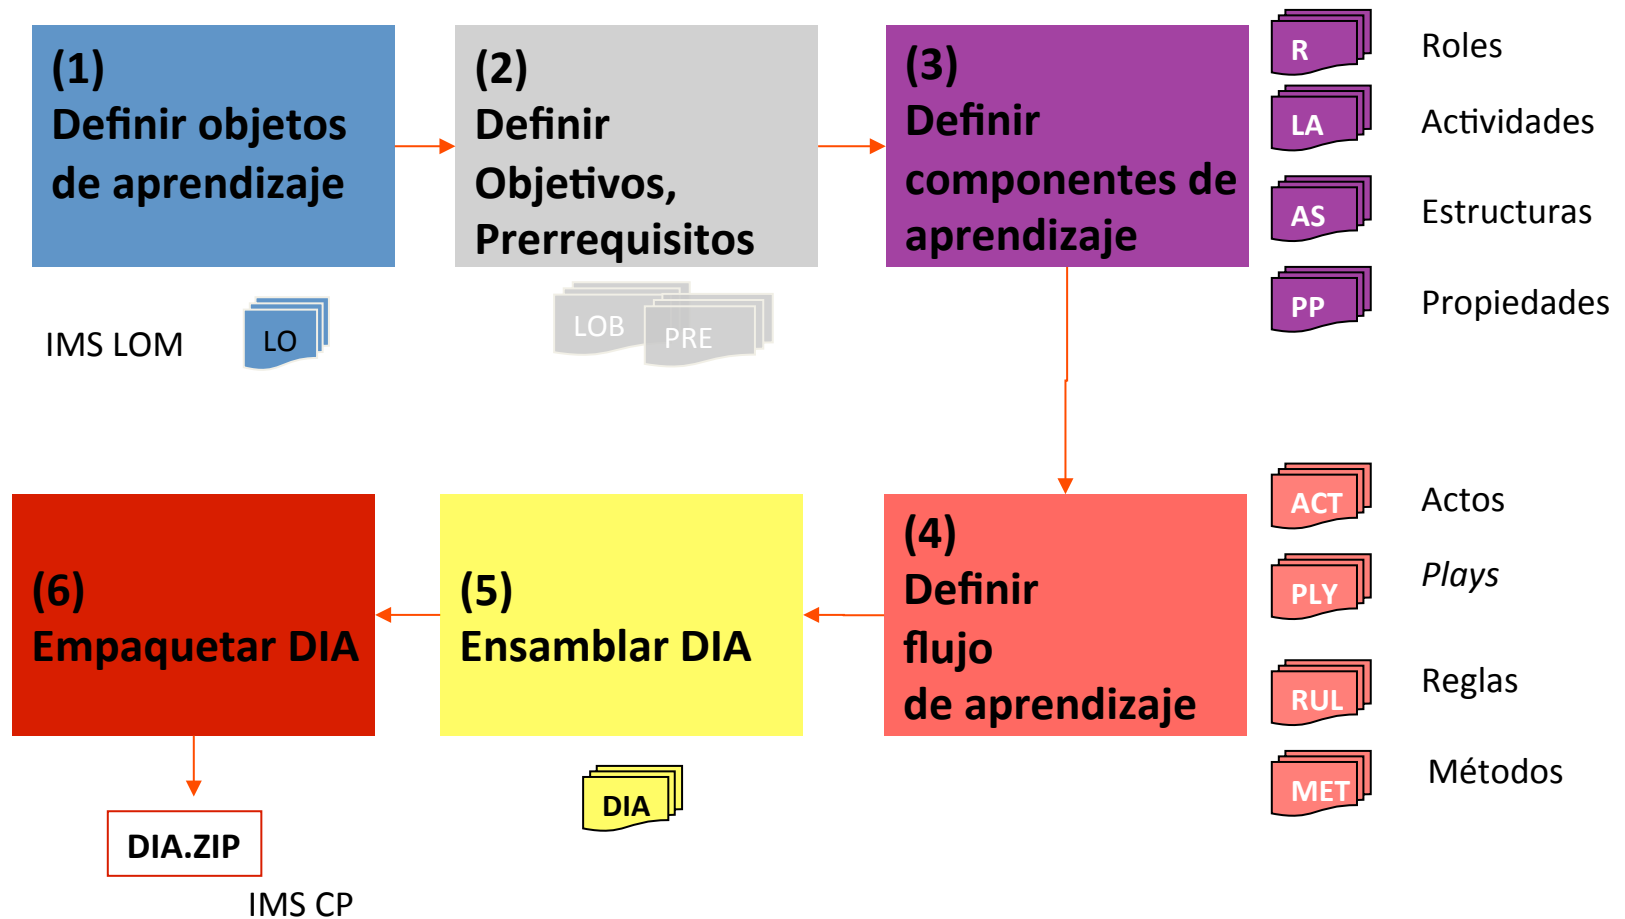 (1)
Definir objetos
de aprendizaje
(2)
Definir
Objetivos,
Prerrequisitos
(3)
Definir
componentes de
aprendizaje
R
Roles
LA
Actividades
AS
Estructuras
PP
Propiedades
IMS LOM
LO
LOB
PRE
(4)
Definir
flujo
de aprendizaje
ACT
Actos
PLY
Plays
RUL
Reglas
MET
Métodos
(5)
Ensamblar DIA
DIA
(6)
Empaquetar DIA
DIA.ZIP
IMS CP